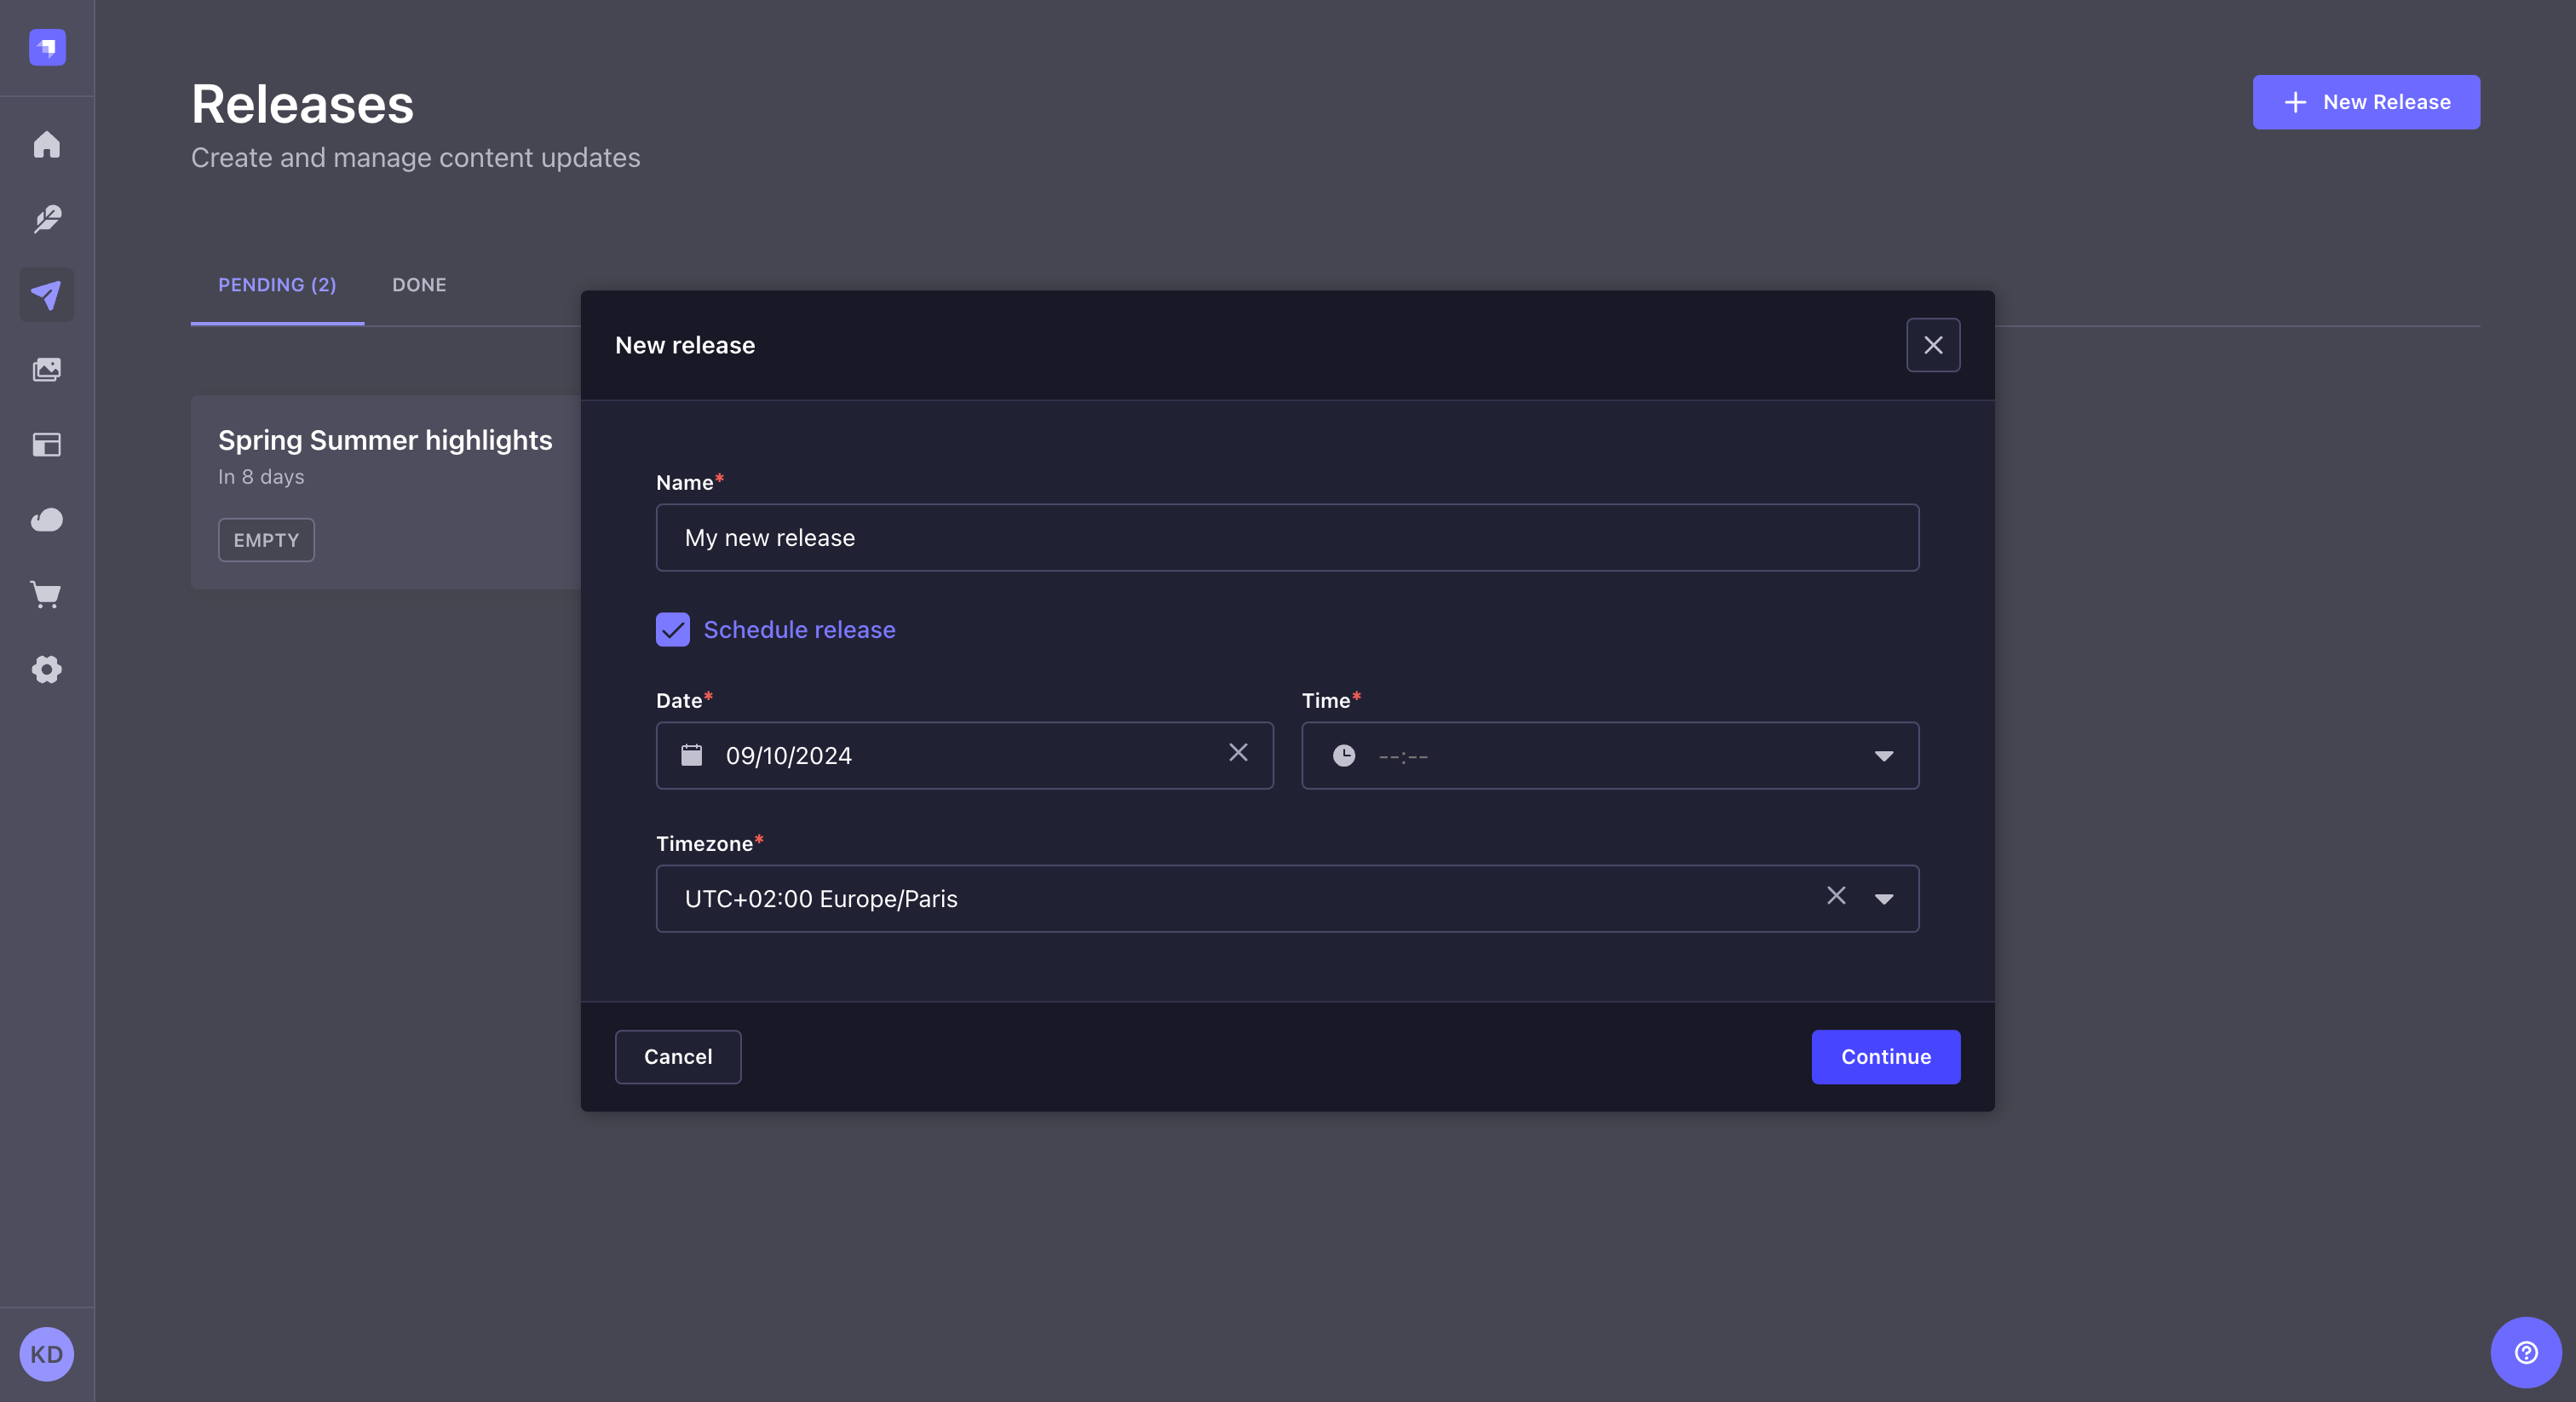 Releases
Create and manage content updates
New Release
PENDING (2)
DONE
Spring Summer highlights
In 8 days
EMPTY
New release
Name*
My new release
Schedule release
Date*
Time*
09/10/2024
--:--
Timezone*
UTC+02:00 Europe/Paris
Cancel
Continue
KD